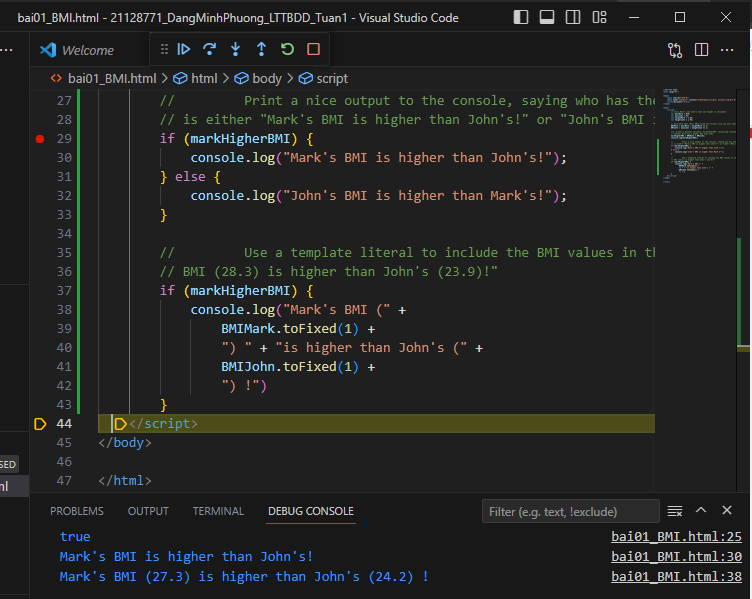 bai01_BMI.html - 21128771_DangMinhPhuong_LTTBDD_Tuan1 - Visual Studio Code
Welcome
bai01_BMI.html > html > body > script
27 // Print a nice output to the console, saying who has the
28 // is either "Mark's BMI is higher than John's!" or "John's BMI i
29 if (markHigherBMI) {
30 console.log("Mark's BMI is higher than John's!");
31 } else {
32 console.log("John's BMI is higher than Mark's!");
33 }
34
35 // Use a template literal to include the BMI values in th
36 // BMI (28.3) is higher than John's (23.9)!"
37 if (markHigherBMI) {
38 console.log("Mark's BMI (" +
39 BMIMark.toFixed(1) +
40 ") " + "is higher than John's (" +
41 BMIJohn.toFixed(1) +
42 ") !")
43 }
44 </script>
45 </body>
46
47 </html>
SED
ml
PROBLEMS OUTPUT TERMINAL DEBUG CONSOLE Filter (e.g. text, !exclude)
true bai01_BMI.html:25
Mark's BMI is higher than John's! bai01_BMI.html:30
Mark's BMI (27.3) is higher than John's (24.2) ! bai01_BMI.html:38